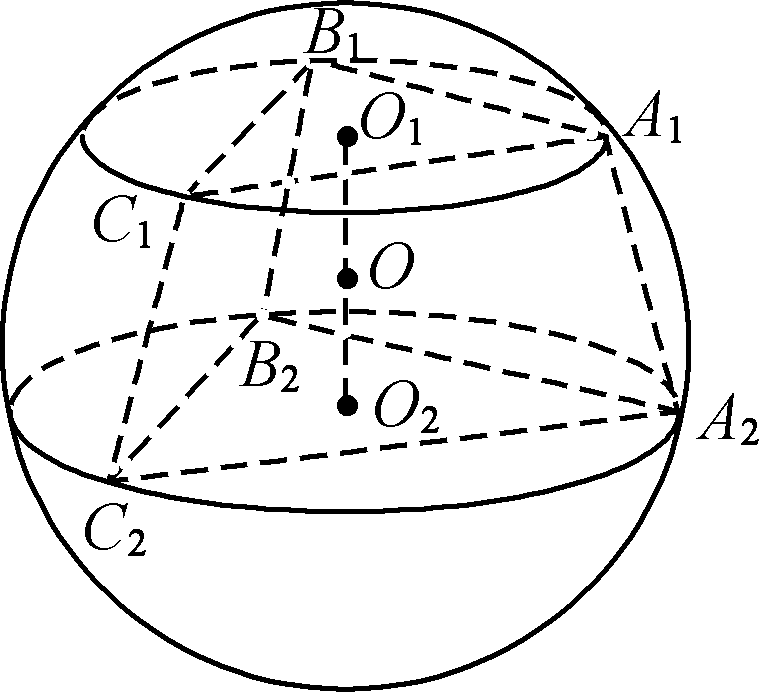 B₁
O₁
A₁
C₁
O
B₂
O₂
A₂
C₂